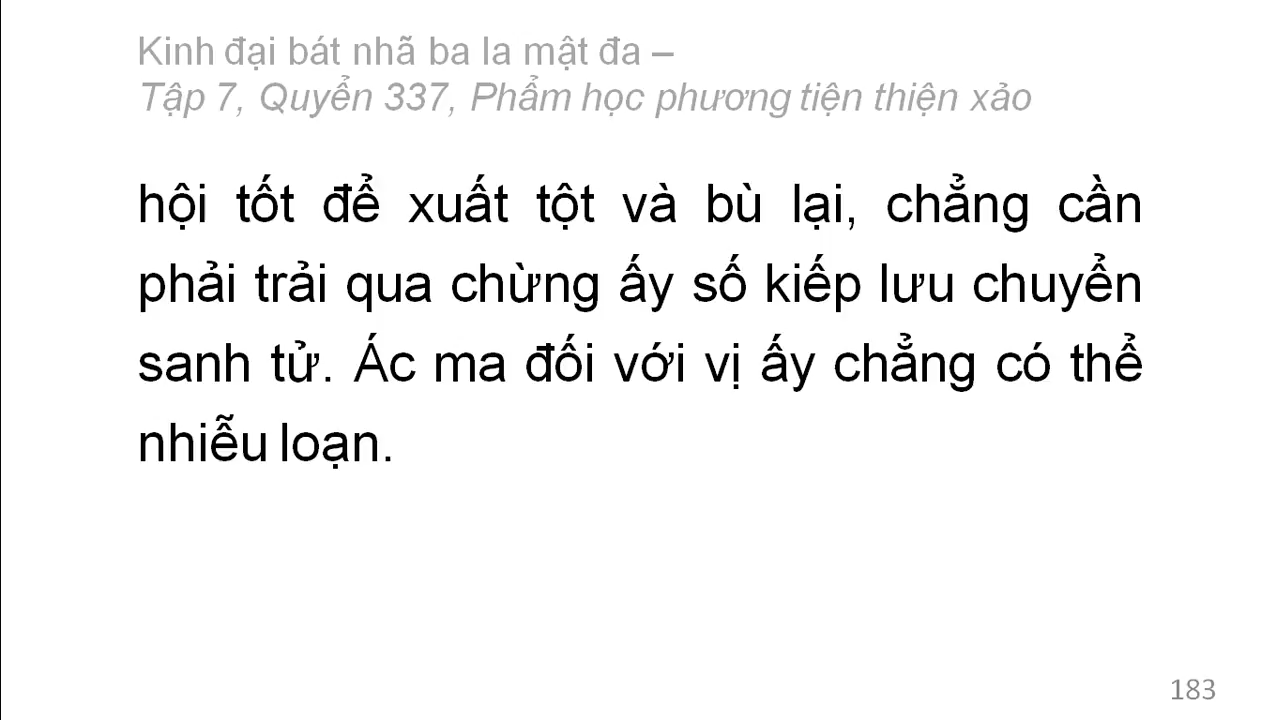 Kinh đại bát nhã ba la mật đa –
Tập 7, Quyển 337, Phẩm học phương tiện thiện xảo
hội tốt để xuất tột và bù lại, chẳng cần
phải trải qua chừng ấy số kiếp lưu chuyển
sanh tử. Ác ma đối với vị ấy chẳng có thể
nhiễu loạn.
183